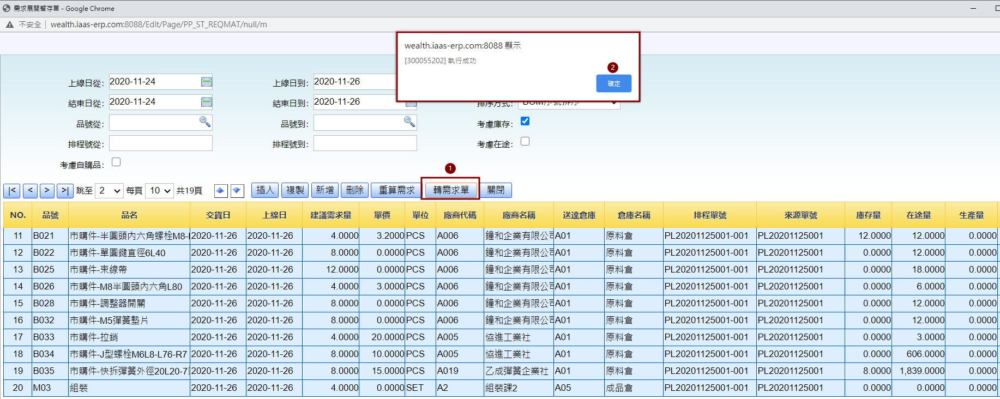 需求展開暫存單 - Google Chrome
不安全 wealth.iaas-erp.com:8088/Edit/Page/PP_ST_REQMAT/null/m
wealth.iaas-erp.com:8088 顯示
[300055202] 執行成功
2
確定
上線日從: 2020-11-24 上線日到: 2020-11-26
結束日從: 2020-11-24 結束日到: 2020-11-26 排序方式: BOM序號排序
品號從: 品號到: 考慮庫存:
排程號從: 排程號到: 考慮在途:
考慮自購品:
1
|< < > >| 跳至 2 每頁 10 共19頁 插入 複製 新增 刪除 重算需求 轉需求單 關閉
NO. 品號 品名 交貨日 上線日 建議需求量 單價 單位 廠商代碼 廠商名稱 送達倉庫 倉庫名稱 排程單號 來源單號 庫存量 在途量 生產量
11 B021 市購件-半圓頭內六角螺栓M8- 2020-11-26 2020-11-26 4.0000 3.2000 PCS A006 鐘和企業有限公司 A01 原料倉 PL20201125001-001 PL20201125001 12.0000 12.0000 0.0000
12 B022 市購件-單圓鍵直徑6L40 2020-11-26 2020-11-26 8.0000 0.0000 PCS A006 鐘和企業有限公司 A01 原料倉 PL20201125001-001 PL20201125001 0.0000 12.0000 0.0000
13 B025 市購件-束線帶 2020-11-26 2020-11-26 12.0000 0.0000 PCS A006 鐘和企業有限公司 A01 原料倉 PL20201125001-001 PL20201125001 0.0000 18.0000 0.0000
14 B026 市購件-M8半圓頭內六角L80 2020-11-26 2020-11-26 4.0000 3.0000 PCS A006 鐘和企業有限公司 A01 原料倉 PL20201125001-001 PL20201125001 0.0000 6.0000 0.0000
15 B028 市購件-調整器開關 2020-11-26 2020-11-26 8.0000 0.0000 PCS A006 鐘和企業有限公司 A01 原料倉 PL20201125001-001 PL20201125001 0.0000 12.0000 0.0000
16 B032 市購件-M5彈簧墊片 2020-11-26 2020-11-26 8.0000 0.0000 PCS A006 鐘和企業有限公司 A01 原料倉 PL20201125001-001 PL20201125001 0.0000 12.0000 0.0000
17 B033 市購件-拉銷 2020-11-26 2020-11-26 4.0000 20.0000 PCS A005 協進工業社 A01 原料倉 PL20201125001-001 PL20201125001 0.0000 3.0000 0.0000
18 B034 市購件-J型螺栓M6L8-L76-R7 2020-11-26 2020-11-26 8.0000 10.0000 PCS A005 協進工業社 A01 原料倉 PL20201125001-001 PL20201125001 0.0000 606.0000 0.0000
19 B035 市購件-快拆彈簧外徑20L20-7 2020-11-26 2020-11-26 8.0000 15.0000 PCS A019 乙成彈簧企業社 A01 原料倉 PL20201125001-001 PL20201125001 8.0000 1,839.0000 0.0000
20 M03 組裝 2020-11-26 2020-11-26 4.0000 0.0000 SET A2 組裝課2 A05 成品倉 PL20201125001-001 PL20201125001 0.0000 0.0000 0.0000